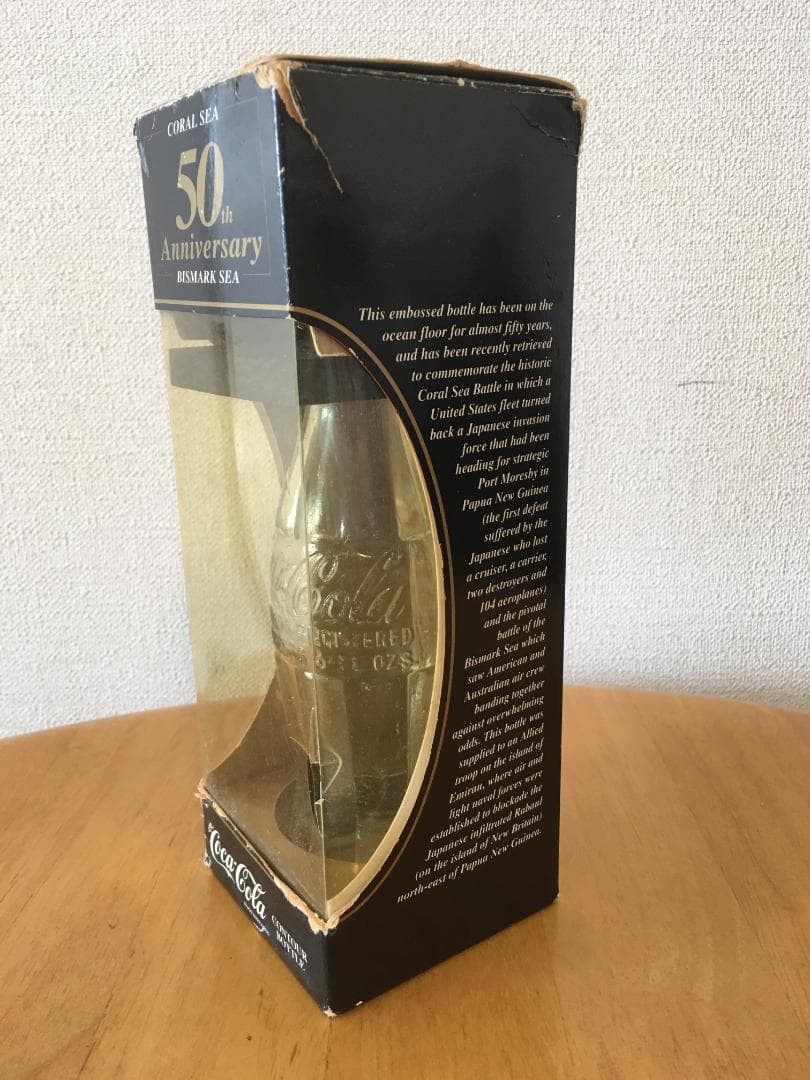 CORAL SEA
50th
Anniversary
BISMARK SEA
This embossed bottle has been on the
ocean floor for almost fifty years,
and has been recently retrieved
to commemorate the historic
Coral Sea Battle in which a
United States fleet turned
back a Japanese invasion
force that had been
heading for strategic
Port Moresby in
Papua New Guinea
(the first defeat
suffered by the
Japanese who lost
a cruiser, a carrier,
two destroyers and
104 aeroplanes)
and the pivotal
battle of the
Bismark Sea which
saw American and
Australian air crew
banding together
against overwhelming
odds. This bottle was
supplied to an Allied
troop on the island of
Emirau, where air and
light naval forces were
established to blockade the
Japanese infiltrated Rabaul
(on the island of New Britain)
north-east of Papua New Guinea.
Cola
OZS.
Coca-Cola
CONTOUR
BOTTLE